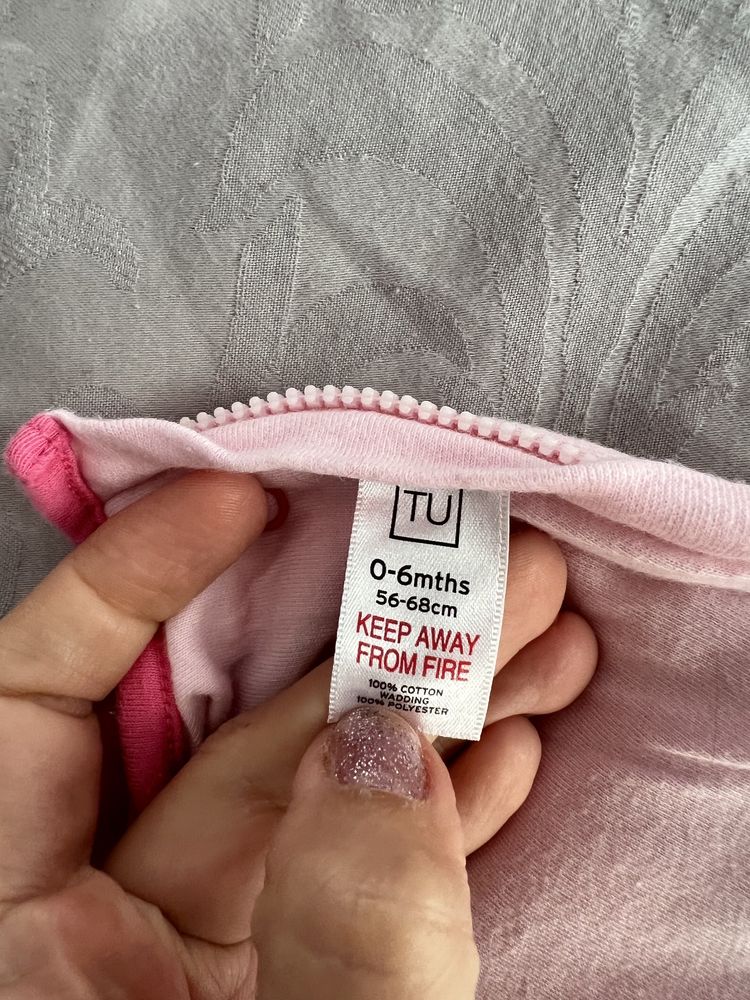 TU
0-6mths
56-68cm
KEEP AWAY
FROM FIRE
100% COTTON
WADDING
100% POLYESTER